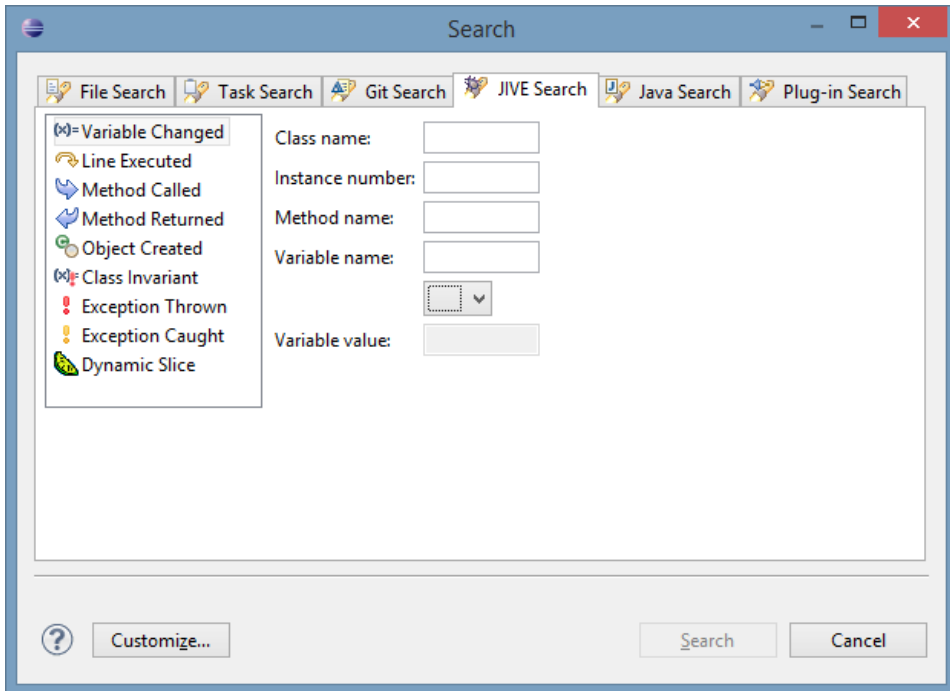 Search
File Search Task Search Git Search JIVE Search Java Search Plug-in Search
(x)= Variable Changed
Line Executed
Method Called
Method Returned
Object Created
(x)! Class Invariant
Exception Thrown
Exception Caught
Dynamic Slice
Class name:
Instance number:
Method name:
Variable name:
Variable value:
? Customize... Search Cancel